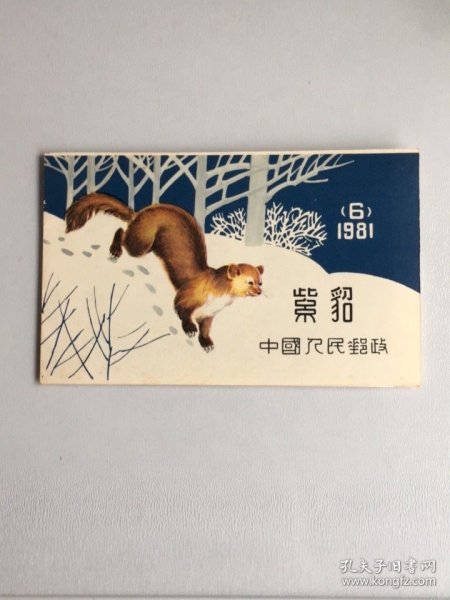 (6)
1981
紫貂
中國人民郵政
孔夫子旧书网
www.kongfz.com